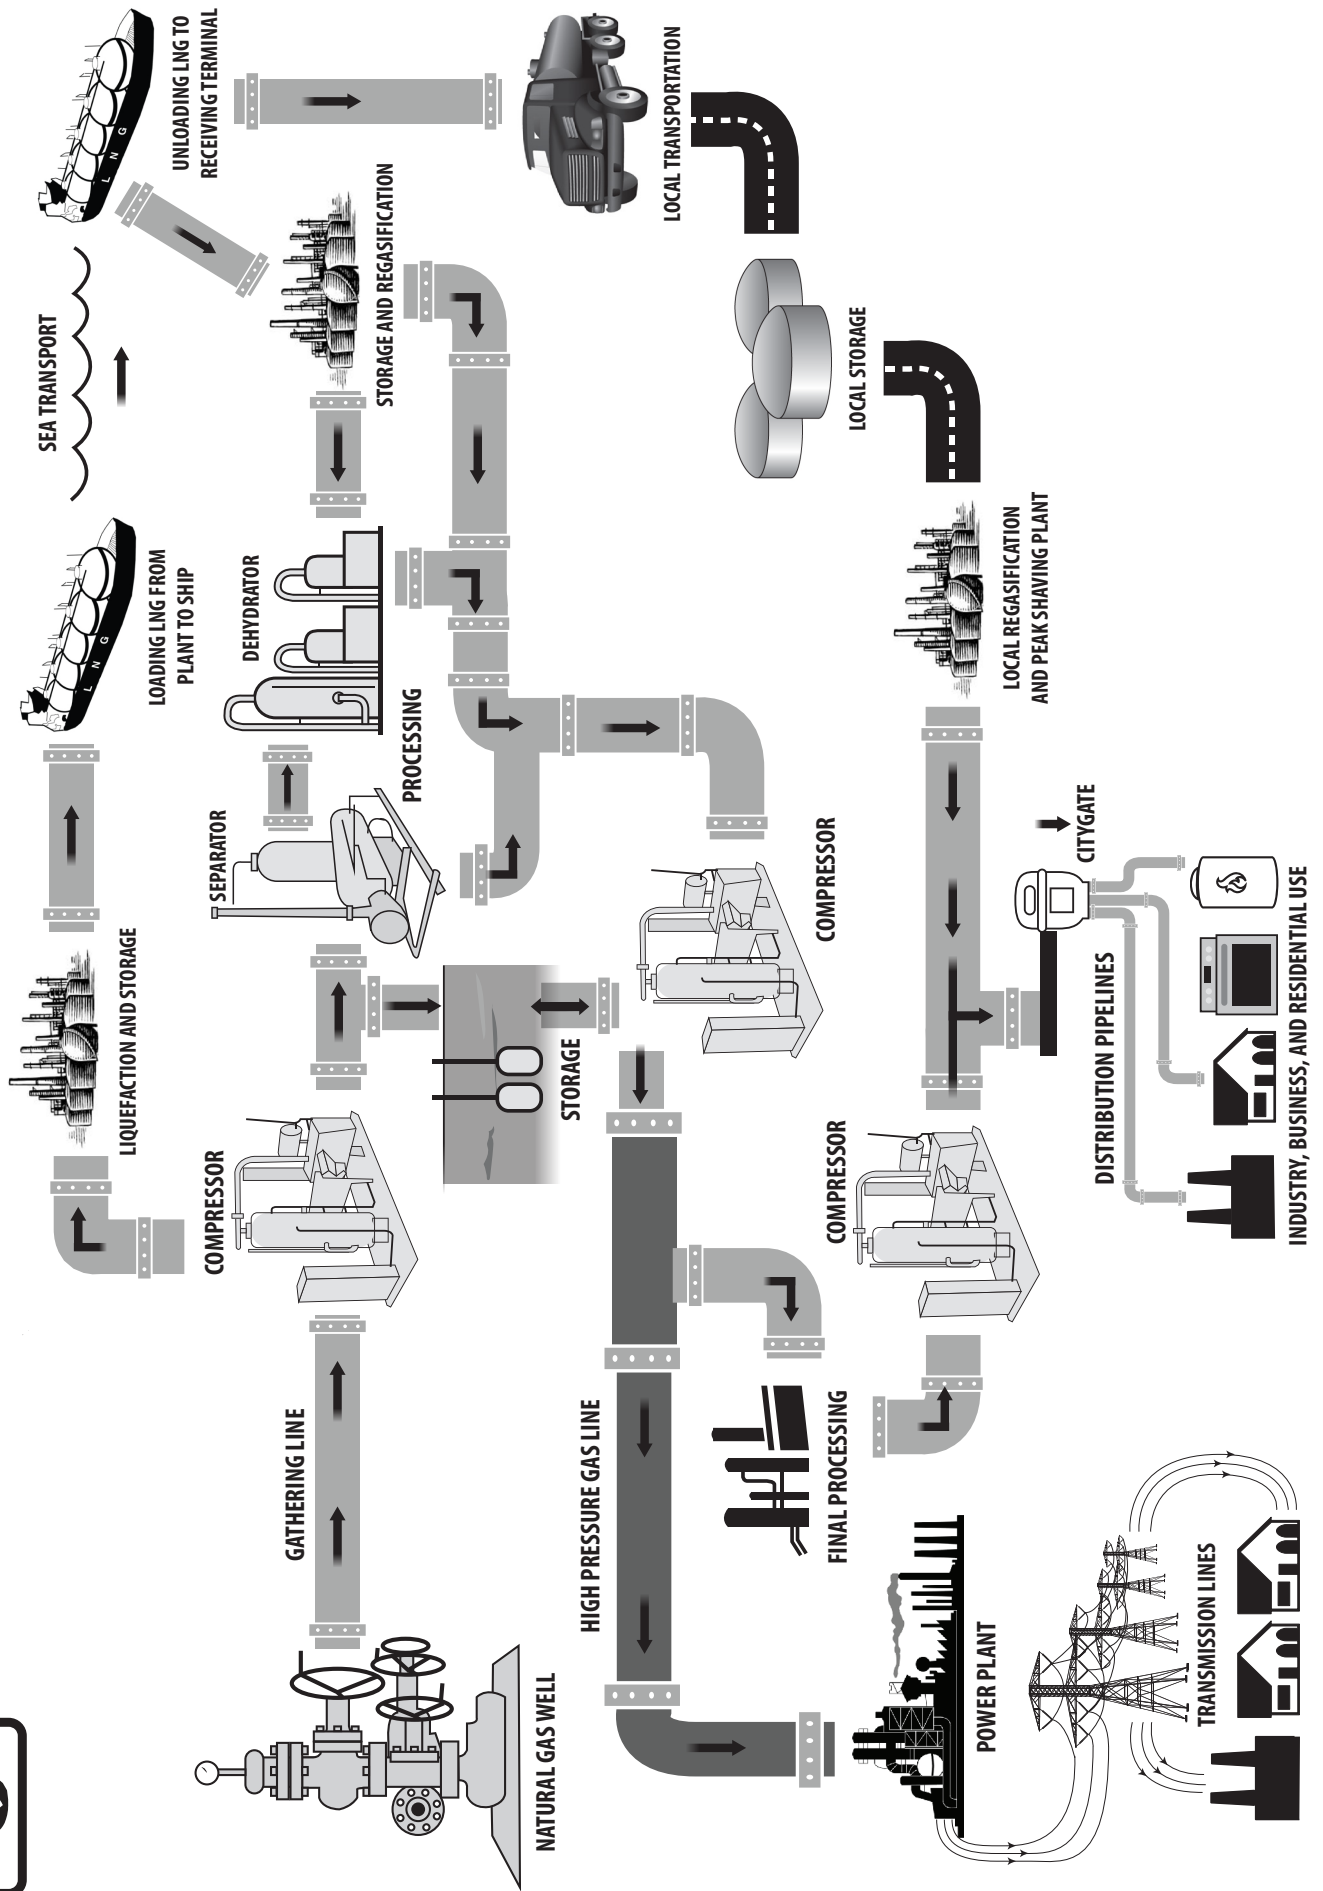 LIQUEFACTION AND STORAGE
LOADING LNG FROM
PLANT TO SHIP
L N G
SEA TRANSPORT
L N G
UNLOADING LNG TO
RECEIVING TERMINAL
COMPRESSOR
SEPARATOR
DEHYDRATOR
PROCESSING
STORAGE AND REGASIFICATION
GATHERING LINE
NATURAL GAS WELL
STORAGE
COMPRESSOR
LOCAL TRANSPORTATION
HIGH PRESSURE GAS LINE
FINAL PROCESSING
COMPRESSOR
LOCAL STORAGE
LOCAL REGASIFICATION
AND PEAK SHAVING PLANT
POWER PLANT
CITYGATE
DISTRIBUTION PIPELINES
TRANSMISSION LINES
INDUSTRY, BUSINESS, AND RESIDENTIAL USE